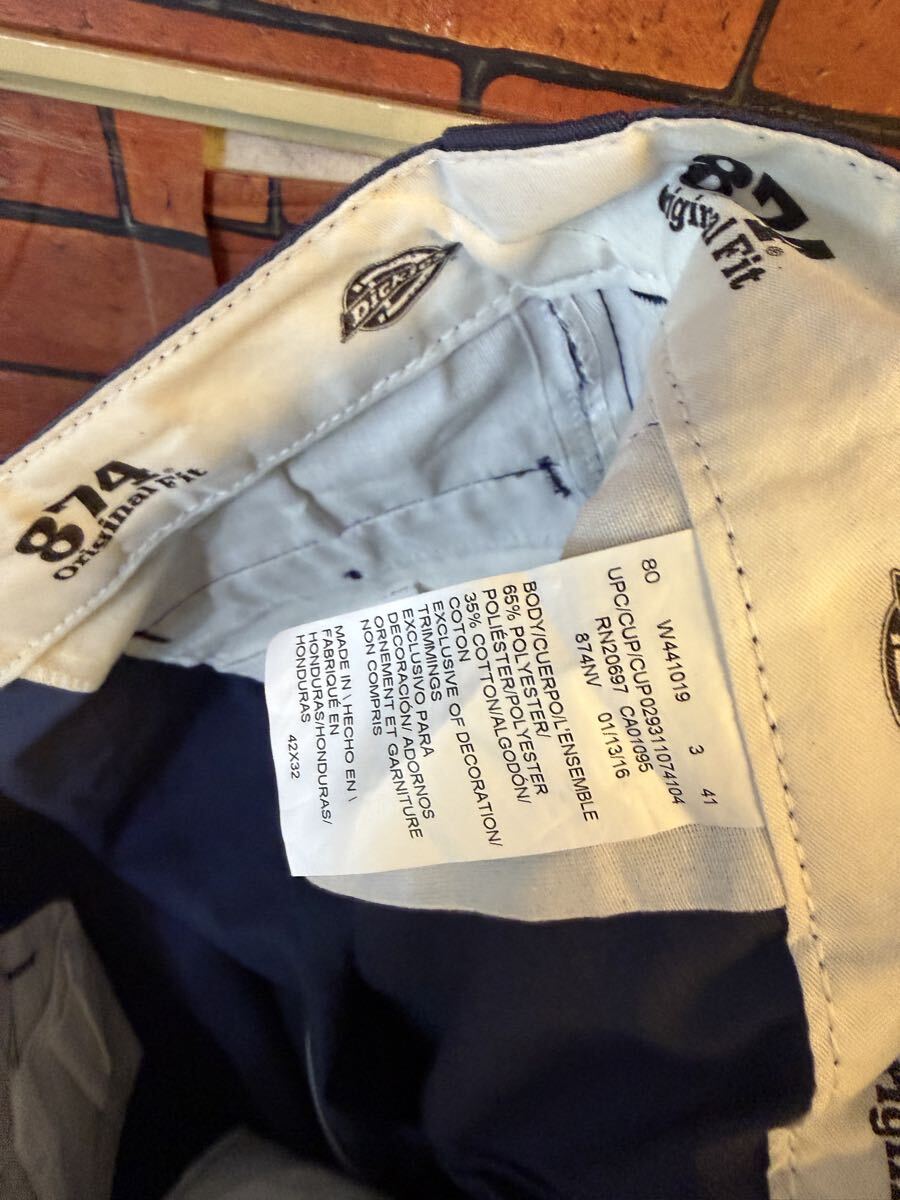 874
Original Fit®
DICKIES
87
Original Fit®
80 W441019 3 41
UPC/CUP/CUP029311074104
RN20697 CA01095
874NV 01/13/16
BODY/CUERPO/L'ENSEMBLE
65% POLYESTER/
POLIÉSTER/POLYESTER
35% COTTON/ALGODÓN/
COTON
EXCLUSIVE OF DECORATION/
TRIMMINGS
EXCLUSIVO PARA
DECORACIÓN/ ADORNOS
ORNEMENT ET GARNITURE
NON COMPRIS
MADE IN \ HECHO EN \
FABRIQUÉ EN
HONDURAS/HONDURAS/
HONDURAS
42X32